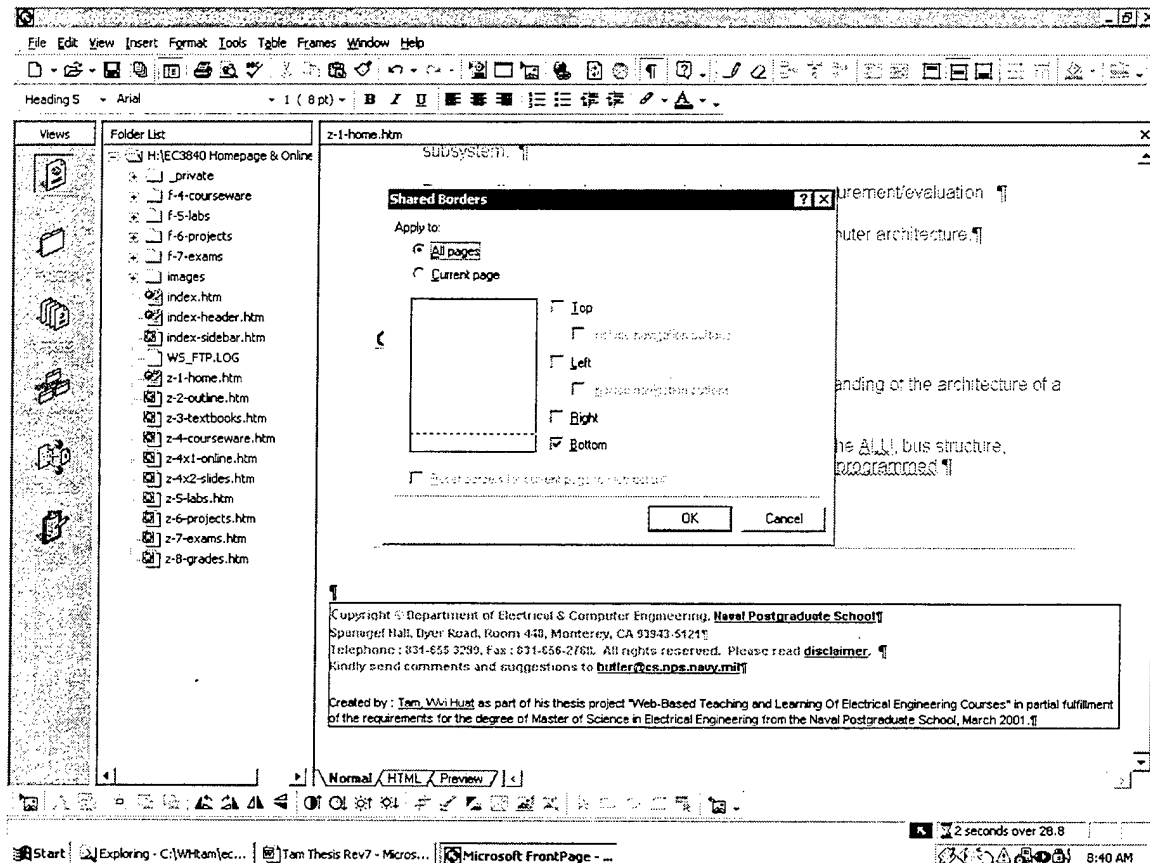 File Edit View Insert Format Tools Table Frames Window Help
Heading 5 Arial 1 ( 8 pt) B I U A
Views
Folder List
z-1-home.htm
H:\EC3840 Homepage & Online
_private
f-4-courseware
f-5-labs
f-6-projects
f-7-exams
images
index.htm
index-header.htm
index-sidebar.htm
WS_FTP.LOG
z-1-home.htm
z-2-outline.htm
z-3-textbooks.htm
z-4-courseware.htm
z-4x1-online.htm
z-4x2-slides.htm
z-5-labs.htm
z-6-projects.htm
z-7-exams.htm
z-8-grades.htm
subsystem. ¶
urement/evaluation ¶
puter architecture.¶
Shared Borders
Apply to:
All pages
Current page
Top
Include navigation buttons
Left
Include navigation buttons
Right
Bottom
OK Cancel
anding of the architecture of a
he ALU, bus structure,
programmed ¶
¶
Copyright © Department of Electrical & Computer Engineering, Naval Postgraduate School¶
Spanagel Hall, Dyer Road, Room 448, Monterey, CA 93943-5121¶
Telephone : 831-656-3299, Fax : 831-656-2760. All rights reserved. Please read disclaimer. ¶
Kindly send comments and suggestions to butler@cs.nps.navy.mil¶
Created by : Tam, as part of his thesis project "Web-Based Teaching and Learning Of Electrical Engineering Courses" in partial fulfillment
of the requirements for the degree of Master of Science in Electrical Engineering from the Naval Postgraduate School, March 2001.¶
Normal HTML Preview
2 seconds over 28.8
Start Exploring - C:\WHtam\ec... Tam Thesis Rev7 - Micros... Microsoft FrontPage - ... 8:40 AM